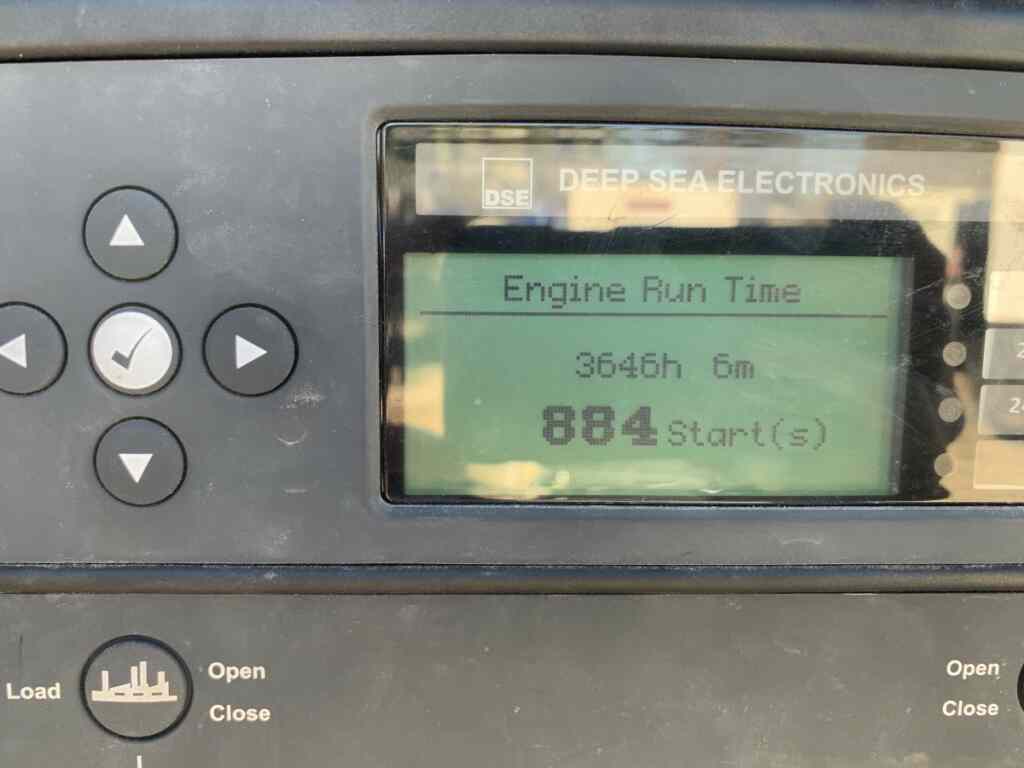 DSE DEEP SEA ELECTRONICS
Engine Run Time
3646h 6m
884 Start(s)
Load
Open
Close
Open
Close